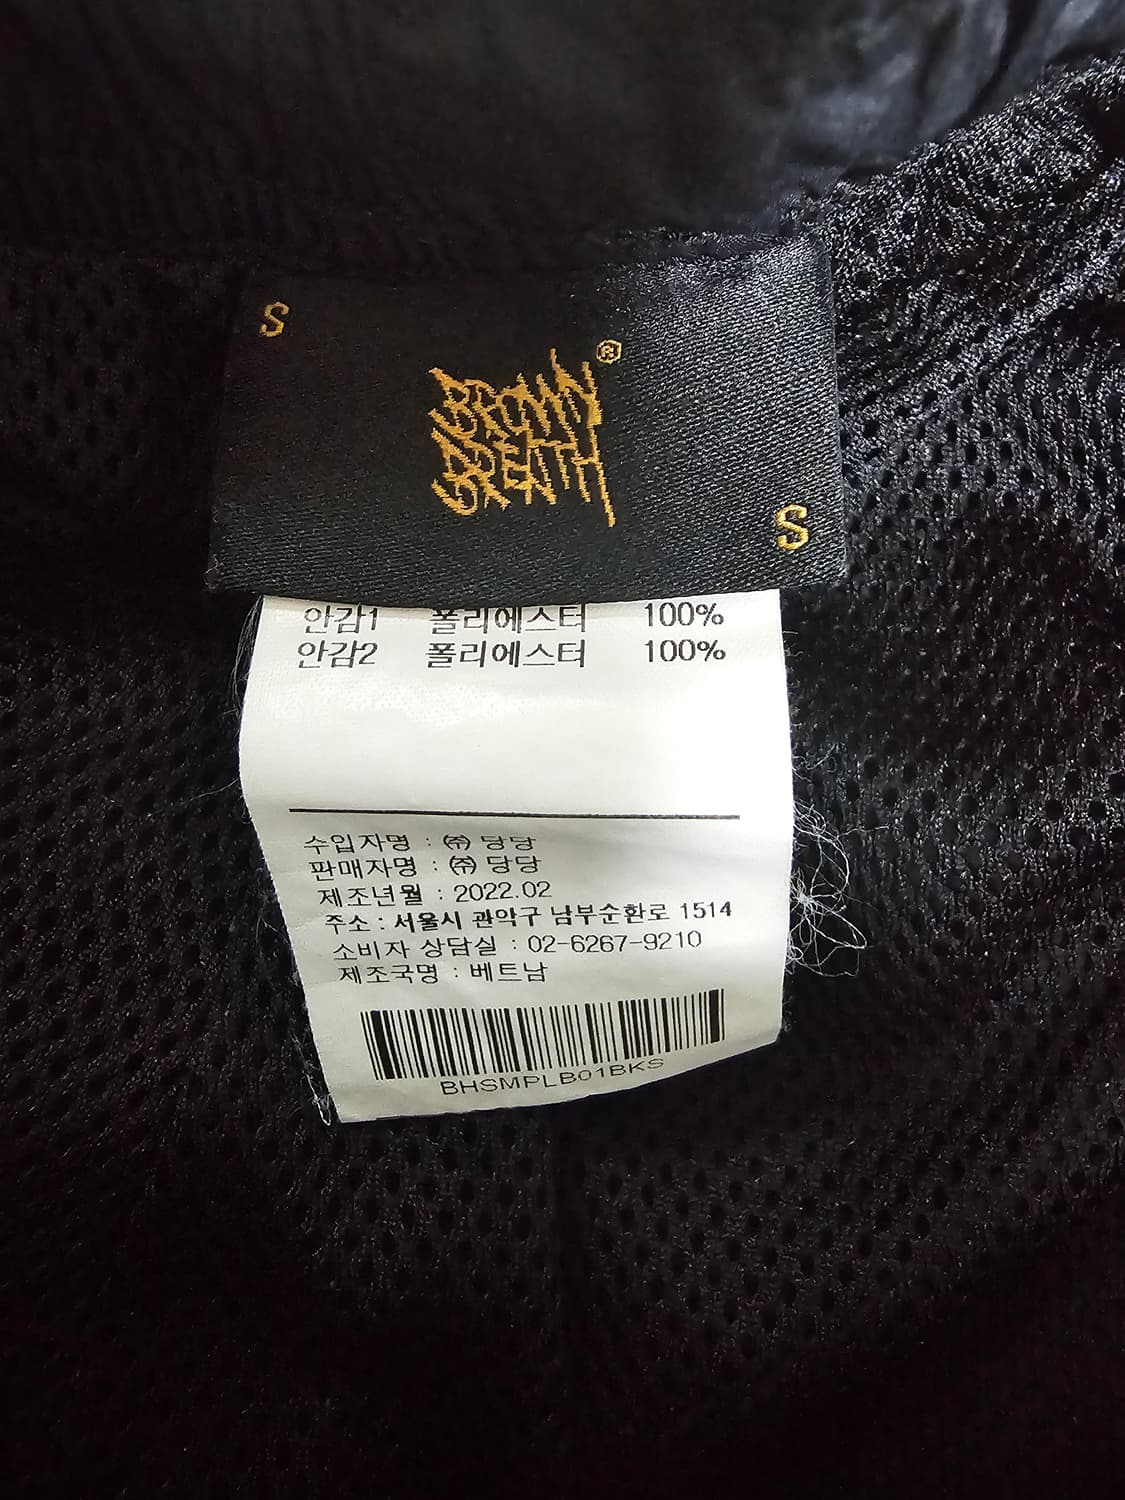 S
®
BROWN
BREATH
S
안감1 폴리에스터 100%
안감2 폴리에스터 100%
수입자명 : ㈜ 당당
판매자명 : ㈜ 당당
제조년월 : 2022.02
주소 : 서울시 관악구 남부순환로 1514
소비자 상담실 : 02-6267-9210
제조국명 : 베트남
BHSMPLB01BKS